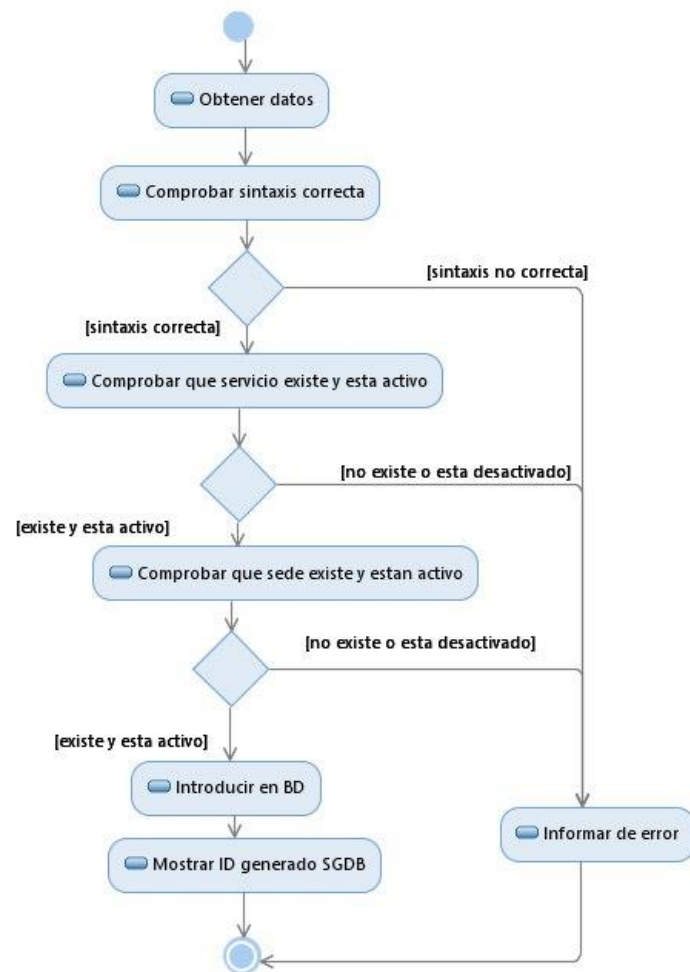 Obtener datos
Comprobar sintaxis correcta
[sintaxis no correcta]
[sintaxis correcta]
Comprobar que servicio existe y esta activo
[no existe o esta desactivado]
[existe y esta activo]
Comprobar que sede existe y estan activo
[no existe o esta desactivado]
[existe y esta activo]
Introducir en BD
Informar de error
Mostrar ID generado SGDB